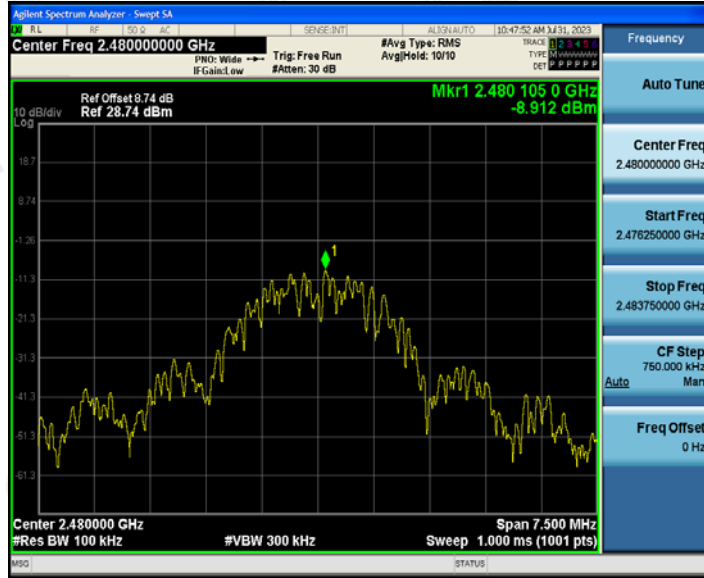 Agilent Spectrum Analyzer - Swept SA
RL RF 50 Ω AC SENSE:INT ALIGN AUTO 10:47:52 AM Jul 31, 2023
Center Freq 2.480000000 GHz
PNO: Wide
IFGain:Low
Trig: Free Run
#Atten: 30 dB
#Avg Type: RMS
Avg|Hold: 10/10
TRACE 1 2 3 4 5 6
TYPE M WWWWW
DET P P P P P P
Ref Offset 8.74 dB
10 dB/div Ref 28.74 dBm
Log
Mkr1 2.480 105 0 GHz
-8.912 dBm
18.7
8.74
-1.26
-11.3
-21.3
-31.3
-41.3
-51.3
-61.3
1
Center 2.480000 GHz
Span 7.500 MHz
#Res BW 100 kHz
#VBW 300 kHz
Sweep 1.000 ms (1001 pts)
MSG
STATUS
Frequency
Auto Tune
Center Freq
2.480000000 GHz
Start Freq
2.476250000 GHz
Stop Freq
2.483750000 GHz
CF Step
750.000 kHz
Auto Man
Freq Offset
0 Hz